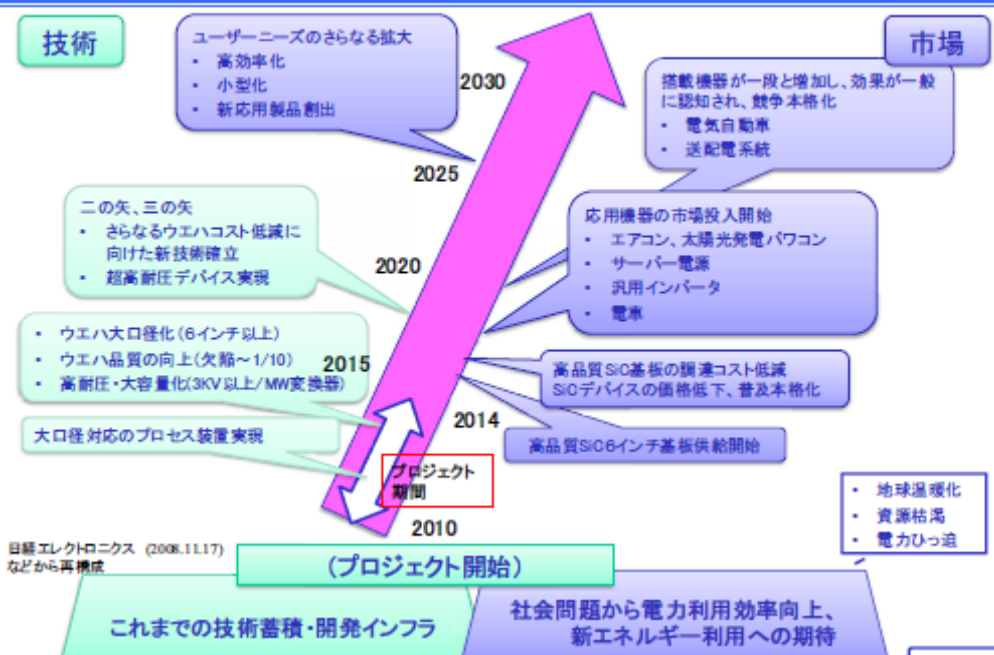 技術
市場
ユーザーニーズのさらなる拡大
・ 高効率化
・ 小型化
・ 新応用製品創出
2030
搭載機器が一段と増加し、効果が一般
に認知され、競争本格化
・ 電気自動車
・ 送配電系統
2025
二の矢、三の矢
・ さらなるウエハコスト低減に
向けた新技術確立
・ 超高耐圧デバイス実現
応用機器の市場投入開始
・ エアコン、太陽光発電パワコン
・ サーバー電源
・ 汎用インバータ
・ 電車
2020
・ ウエハ大口径化(6インチ以上)
・ ウエハ品質の向上(欠陥~1/10)
・ 高耐圧・大容量化(3KV以上/MW変換器)
2015
高品質SiC基板の調達コスト低減
SiCデバイスの価格低下、普及本格化
2014
大口径対応のプロセス装置実現
高品質SiC6インチ基板供給開始
プロジェクト
期間
2010
・ 地球温暖化
・ 資源枯渇
・ 電力ひっ迫
日経エレクトロニクス (2008.11.17)
などから再構成
(プロジェクト開始)
これまでの技術蓄積・開発インフラ
社会問題から電力利用効率向上、
新エネルギー利用への期待